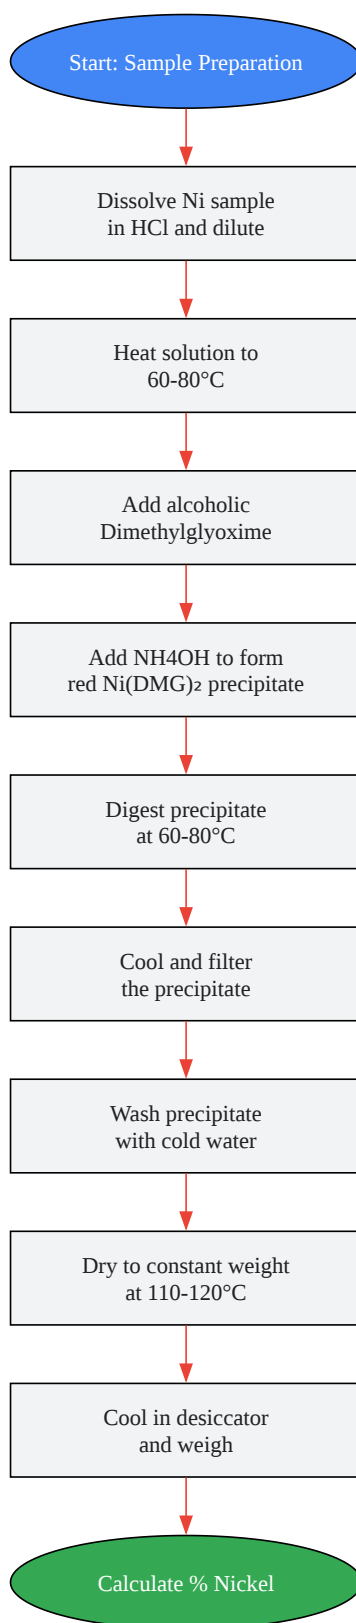 Start: Sample Preparation
Dissolve Ni sample
in HCl and dilute
Heat solution to
60-80°C
Add alcoholic
Dimethylglyoxime
Add NH4OH to form
red Ni(DMG)₂ precipitate
Digest precipitate
at 60-80°C
Cool and filter
the precipitate
Wash precipitate
with cold water
Dry to constant weight
at 110-120°C
Cool in desiccator
and weigh
Calculate % Nickel